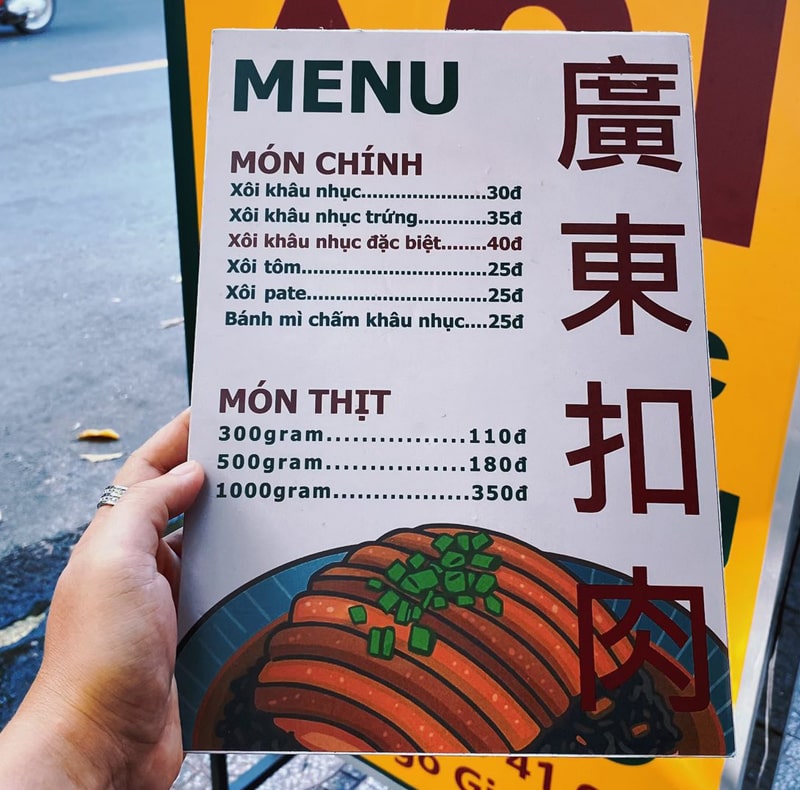 MENU
MÓN CHÍNH
Xôi khâu nhục......................30đ
Xôi khâu nhục trứng............35đ
Xôi khâu nhục đặc biệt........40đ
Xôi tôm.................................25đ
Xôi pate................................25đ
Bánh mì chấm khâu nhục....25đ
MÓN THỊT
300gram................110đ
500gram................180đ
1000gram.................350đ
廣東扣肉